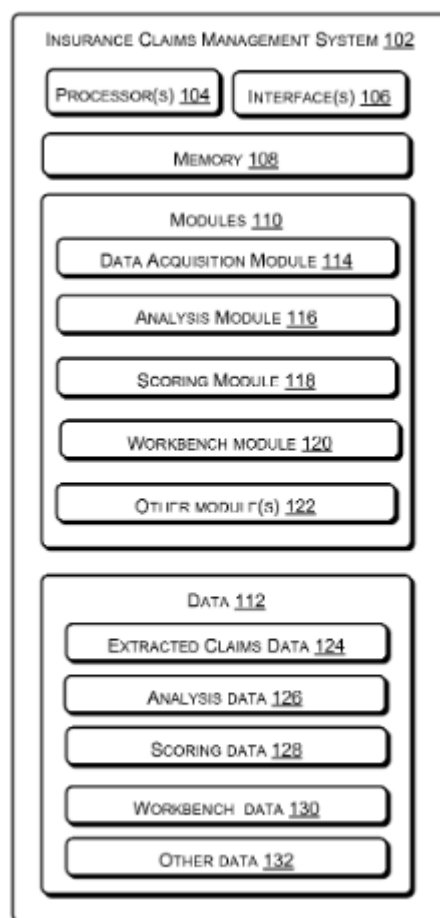 INSURANCE CLAIMS MANAGEMENT SYSTEM 102
PROCESSOR(S) 104
INTERFACE(S) 106
MEMORY 108
MODULES 110
DATA ACQUISITION MODULE 114
ANALYSIS MODULE 116
SCORING MODULE 118
WORKBENCH MODULE 120
OTHER MODULE(S) 122
DATA 112
EXTRACTED CLAIMS DATA 124
ANALYSIS DATA 126
SCORING DATA 128
WORKBENCH DATA 130
OTHER DATA 132